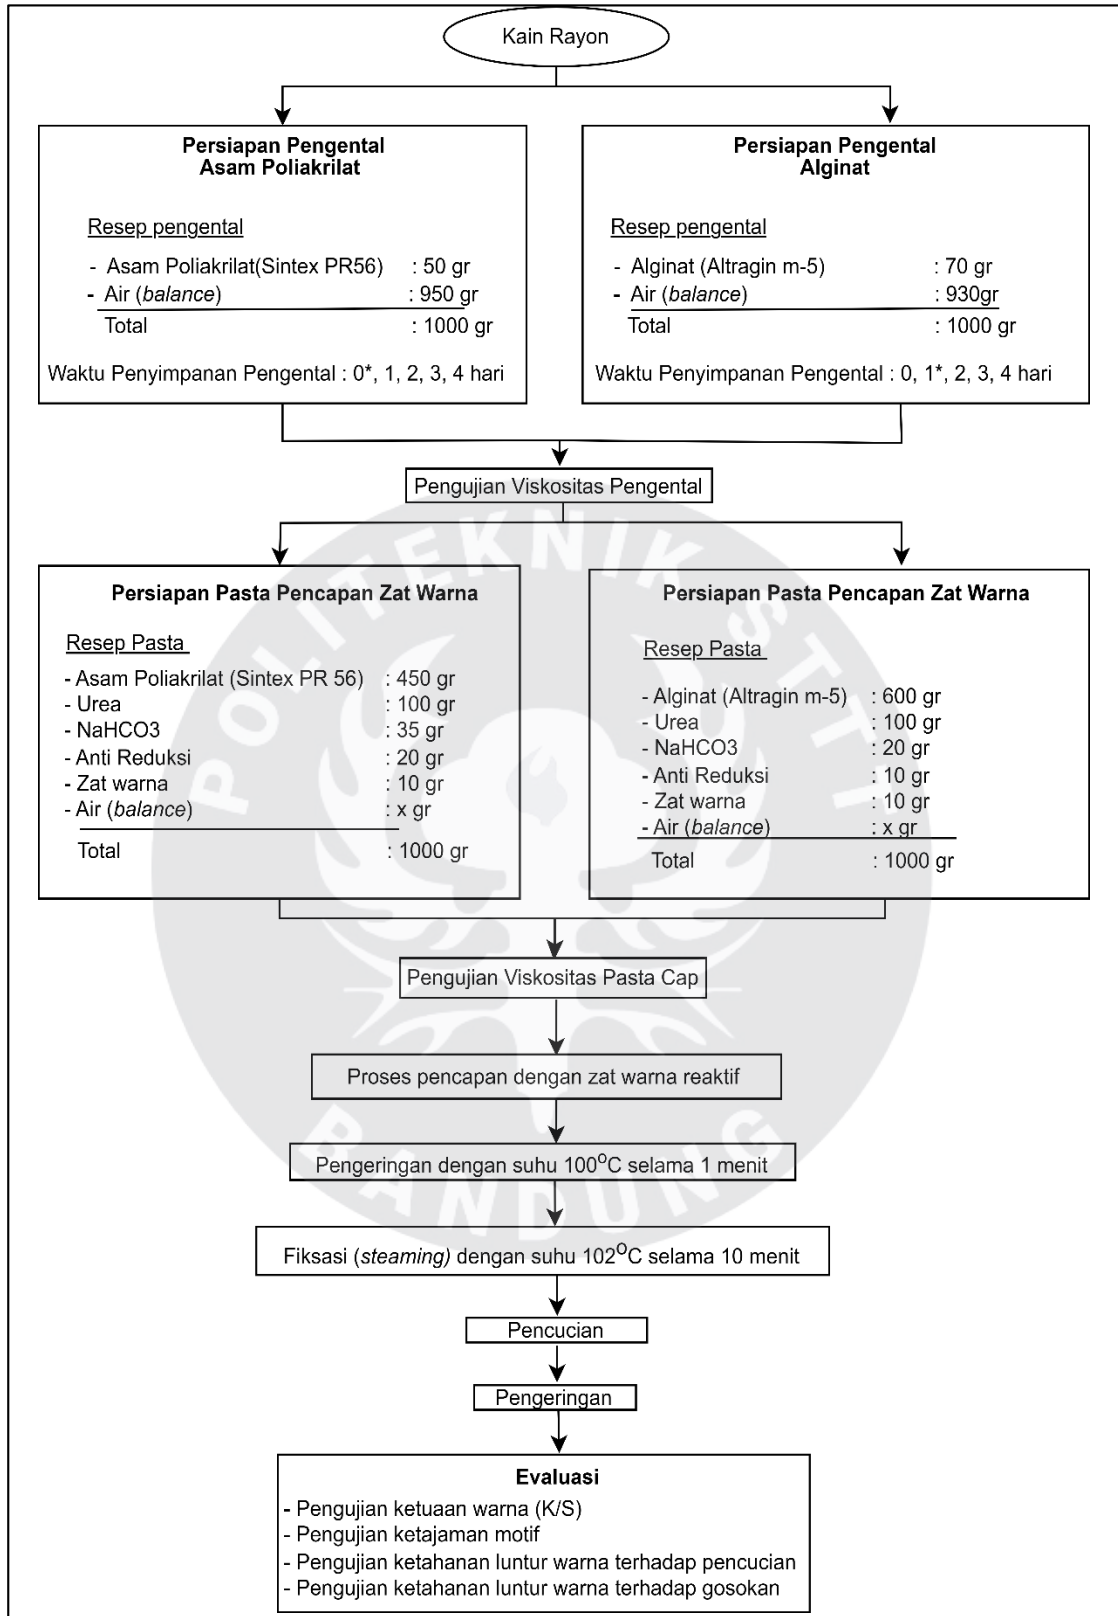 Kain Rayon
Persiapan Pengental
Asam Poliakrilat
Resep pengental
- Asam Poliakrilat(Sintex PR56) : 50 gr
- Air (balance) : 950 gr
Total : 1000 gr
Waktu Penyimpanan Pengental : 0*, 1, 2, 3, 4 hari
Persiapan Pengental
Alginat
Resep pengental
- Alginat (Altragin m-5) : 70 gr
- Air (balance) : 930gr
Total : 1000 gr
Waktu Penyimpanan Pengental : 0, 1*, 2, 3, 4 hari
Pengujian Viskositas Pengental
Persiapan Pasta Pencapan Zat Warna
Resep Pasta
- Asam Poliakrilat (Sintex PR 56) : 450 gr
- Urea : 100 gr
- NaHCO3 : 35 gr
- Anti Reduksi : 20 gr
- Zat warna : 10 gr
- Air (balance) : x gr
Total : 1000 gr
Persiapan Pasta Pencapan Zat Warna
Resep Pasta
- Alginat (Altragin m-5) : 600 gr
- Urea : 100 gr
- NaHCO3 : 20 gr
- Anti Reduksi : 10 gr
- Zat warna : 10 gr
- Air (balance) : x gr
Total : 1000 gr
Pengujian Viskositas Pasta Cap
Proses pencapan dengan zat warna reaktif
Pengeringan dengan suhu 100°C selama 1 menit
Fiksasi (steaming) dengan suhu 102°C selama 10 menit
Pencucian
Pengeringan
Evaluasi
- Pengujian ketuaan warna (K/S)
- Pengujian ketajaman motif
- Pengujian ketahanan luntur warna terhadap pencucian
- Pengujian ketahanan luntur warna terhadap gosokan
POLITEKNIK STTT
BANDUNG